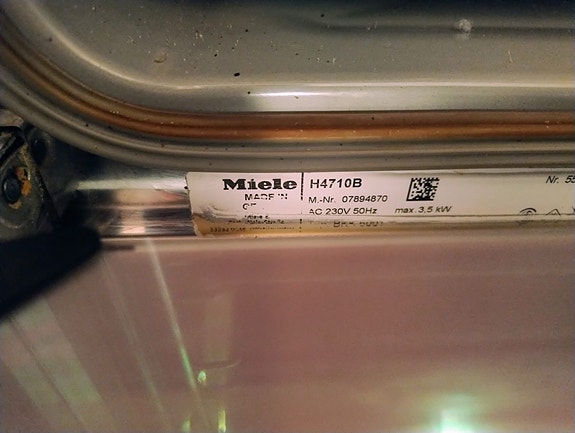 Miele
MADE IN
H4710B
M.-Nr. 07894870
AC 230V 50Hz max. 3,5 kW
Nr. 55